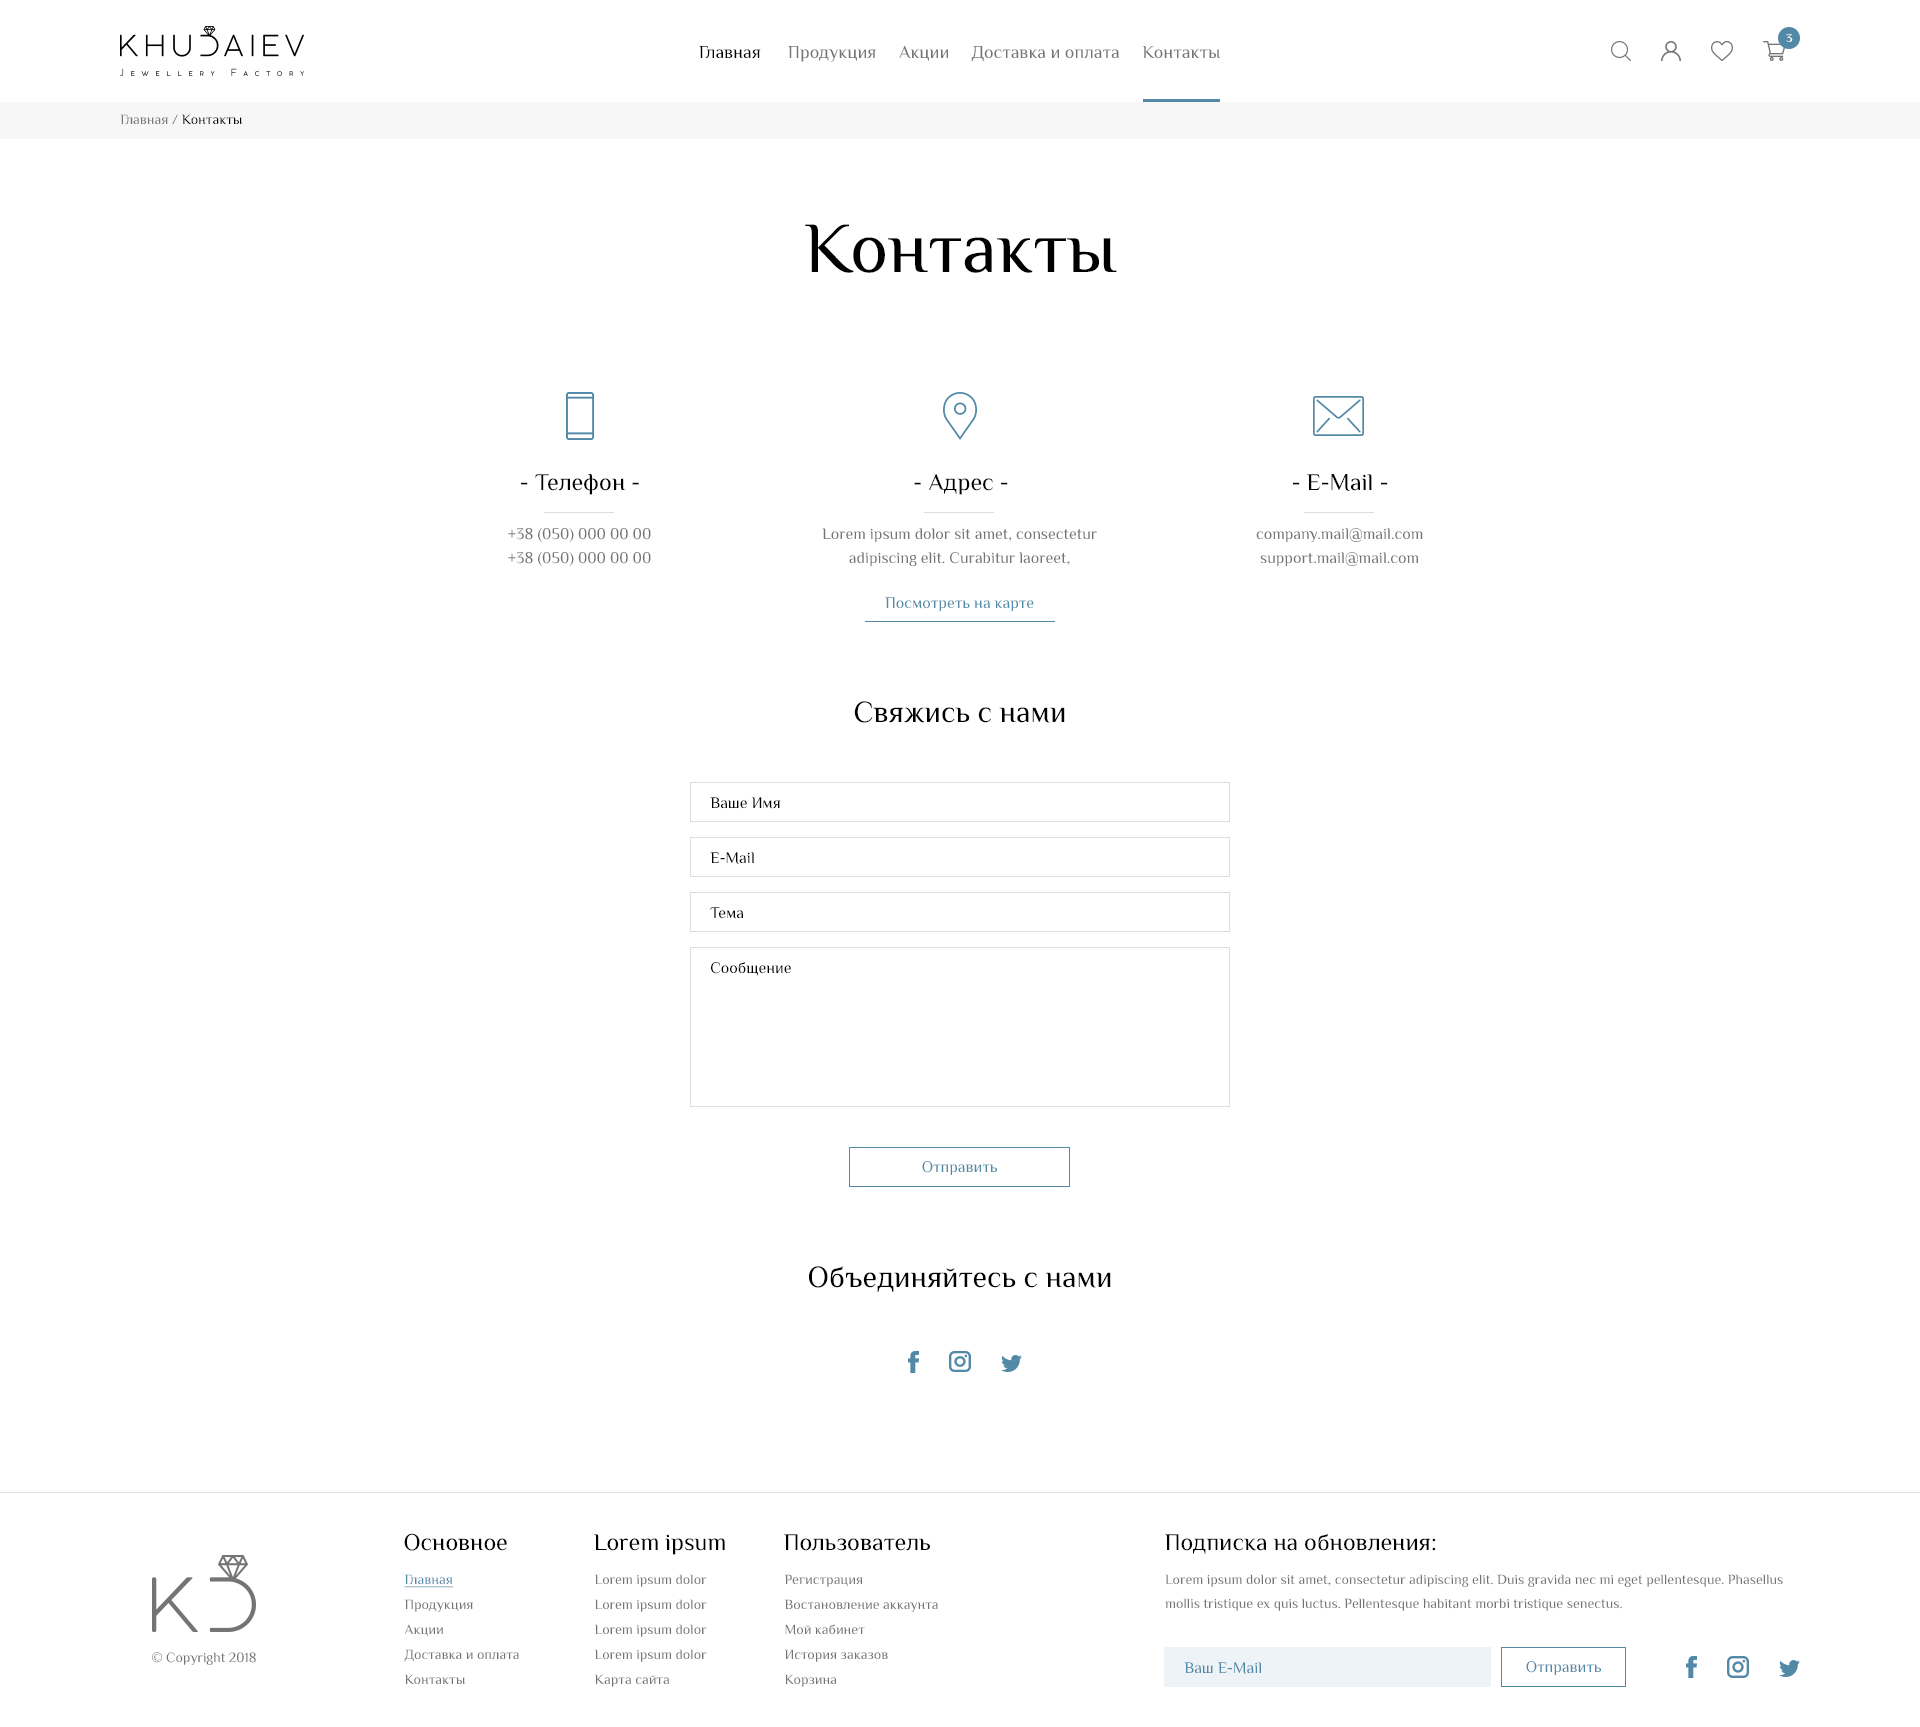 KHUDAIEV
Jewellery Factory
Главная Продукция Акции Доставка и оплата Контакты
3
Главная / Контакты
Контакты
- Телефон -
+38 (050) 000 00 00
+38 (050) 000 00 00
- Адрес -
Lorem ipsum dolor sit amet, consectetur
adipiscing elit. Curabitur laoreet,
Посмотреть на карте
- E-Mail -
company.mail@mail.com
support.mail@mail.com
Свяжись с нами
Ваше Имя
E-Mail
Тема
Сообщение
Отправить
Объединяйтесь с нами
KD
© Copyright 2018
Основное
Главная
Продукция
Акции
Доставка и оплата
Контакты
Lorem ipsum
Lorem ipsum dolor
Lorem ipsum dolor
Lorem ipsum dolor
Lorem ipsum dolor
Карта сайта
Пользователь
Регистрация
Востановление аккаунта
Мой кабинет
История заказов
Корзина
Подписка на обновления:
Lorem ipsum dolor sit amet, consectetur adipiscing elit. Duis gravida nec mi eget pellentesque. Phasellus
mollis tristique ex quis luctus. Pellentesque habitant morbi tristique senectus.
Ваш E-Mail
Отправить